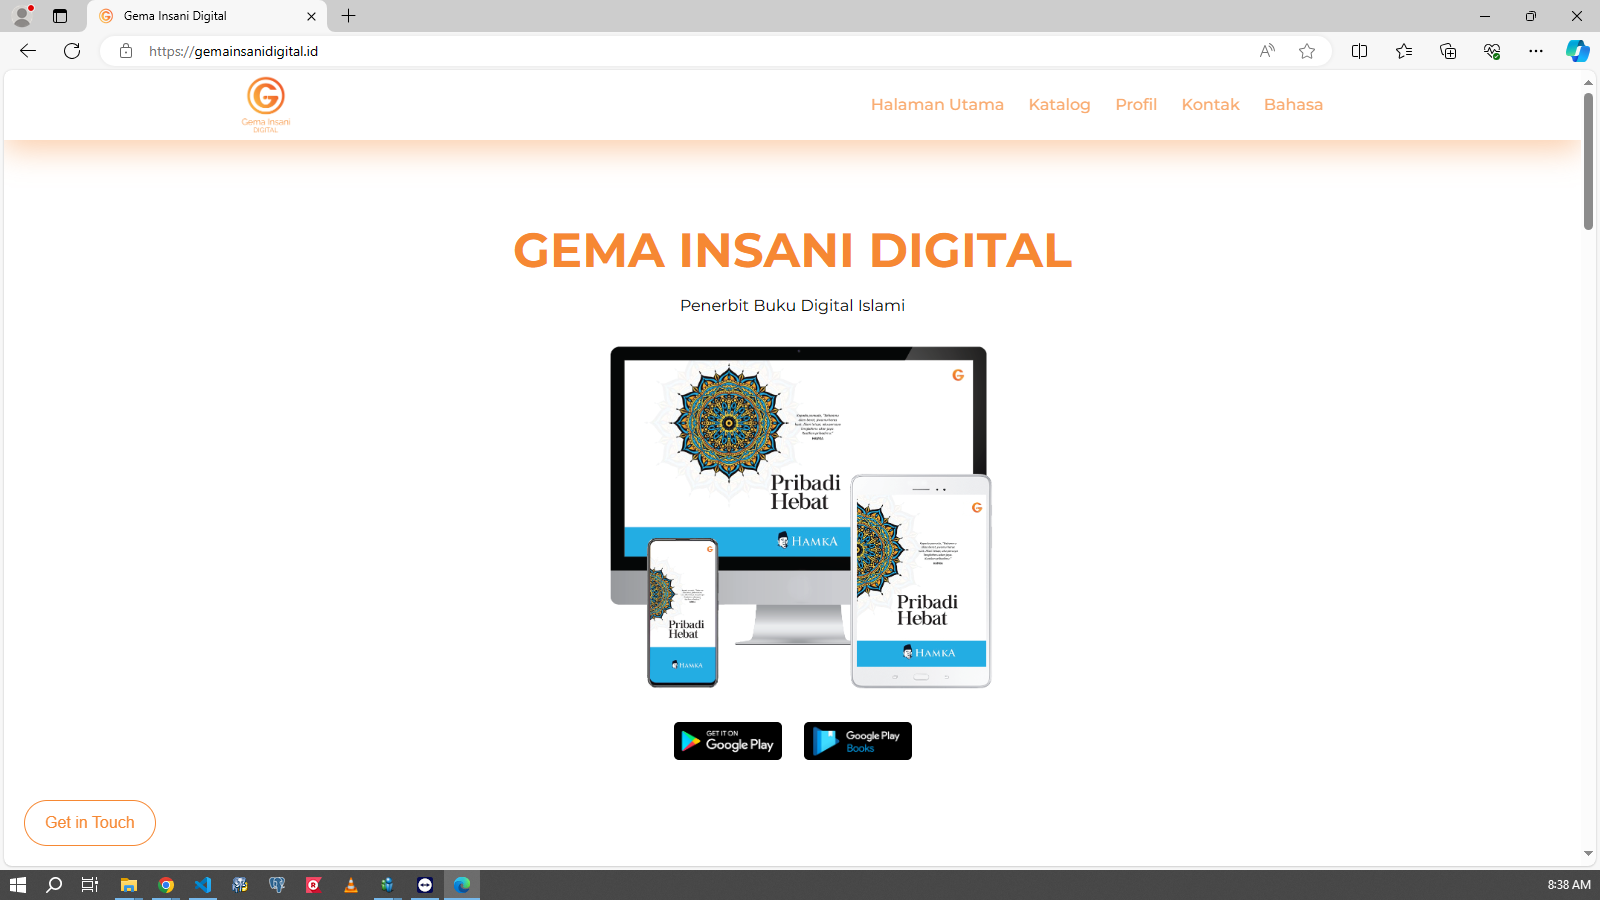 Gema Insani Digital
https://gemainsanidigital.id
Gema Insani
DIGITAL
Halaman Utama Katalog Profil Kontak Bahasa
GEMA INSANI DIGITAL
Penerbit Buku Digital Islami
G
Pribadi
Hebat
HAMKA
G
Pribadi
Hebat
HAMKA
G
Pribadi
Hebat
HAMKA
GET IT ON
Google Play
Google Play
Books
Get in Touch
8:38 AM